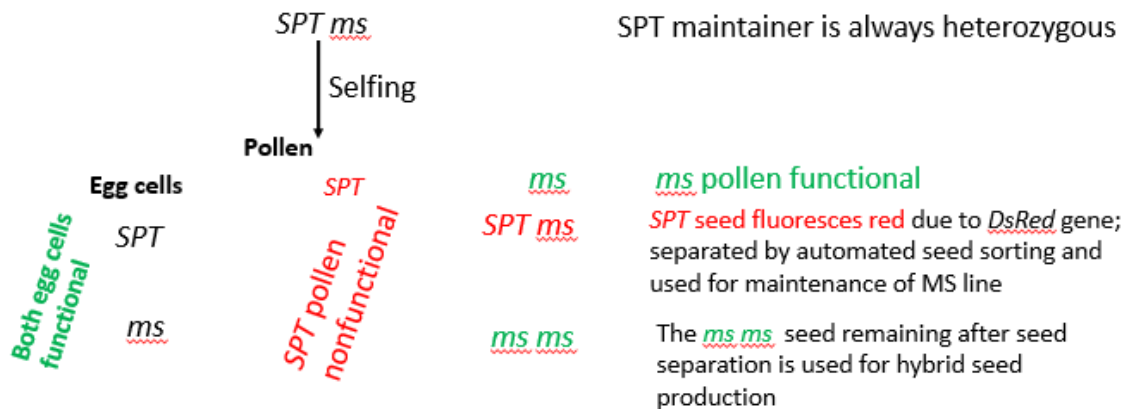 SPT ms
SPT maintainer is always heterozygous
Selfing
Pollen
Egg cells
SPT
ms
ms pollen functional
Both egg cells
functional
SPT
SPT pollen
nonfunctional
SPT ms
SPT seed fluoresces red due to DsRed gene;
separated by automated seed sorting and
used for maintenance of MS line
ms
ms ms
The ms ms seed remaining after seed
separation is used for hybrid seed
production